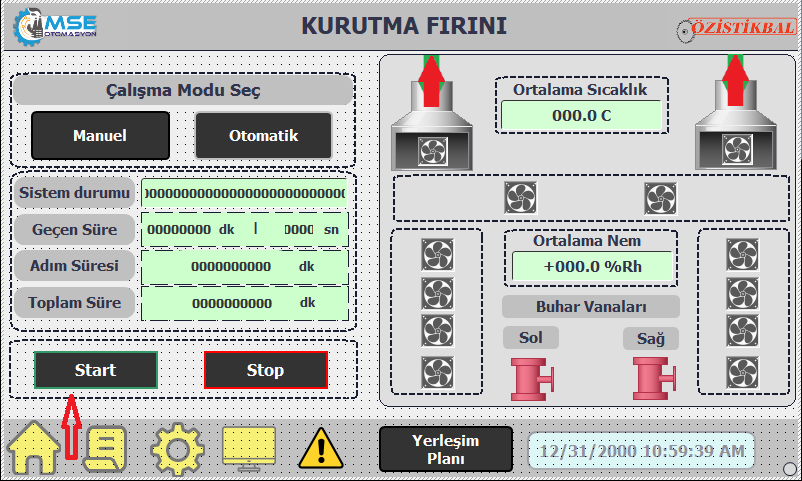 MSE
OTOMASYON
KURUTMA FIRINI
ÖZİSTİKBAL
Çalışma Modu Seç
Manuel
Otomatik
Sistem durumu
Geçen Süre
00000000 dk | 0000 sn
Adım Süresi
0000000000 dk
Toplam Süre
0000000000 dk
Start
Stop
Ortalama Sıcaklık
000.0 C
Ortalama Nem
+000.0 %Rh
Buhar Vanaları
Sol
Sağ
Yerleşim
Planı
12/31/2000 10:59:39 AM